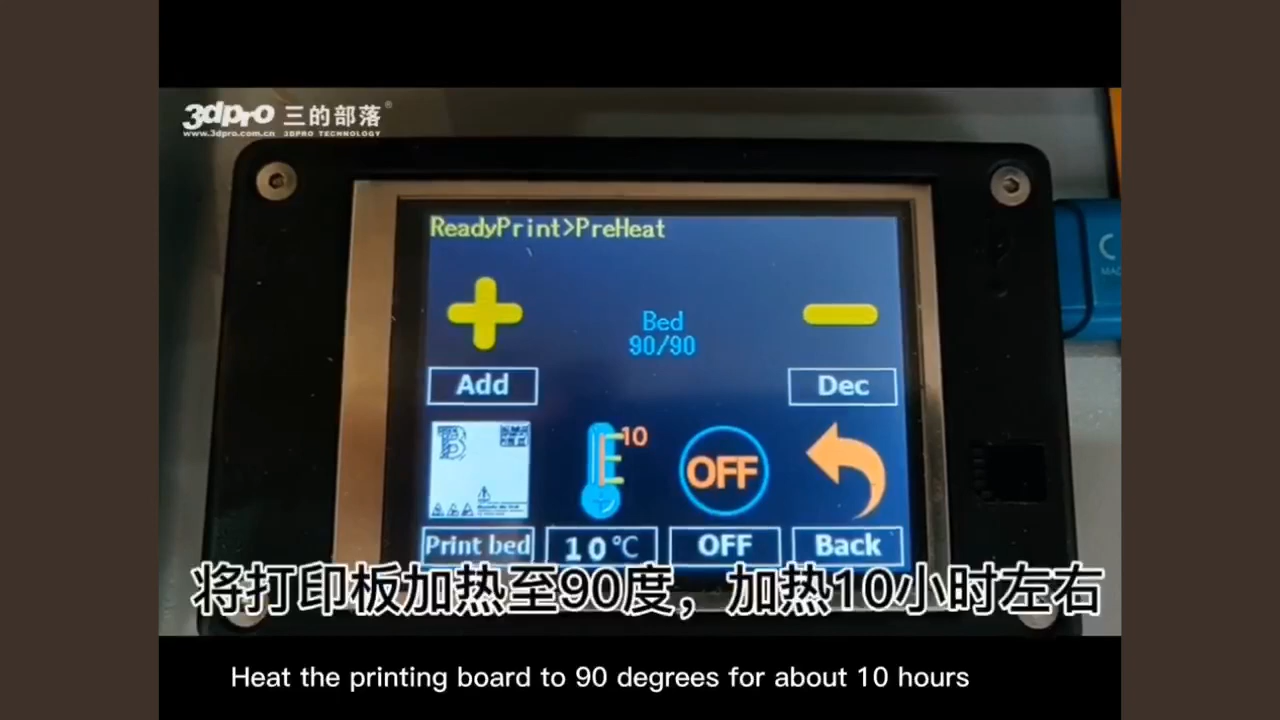 3dpro 三的部落®
www.3dpro.com.cn 3DPRO TECHNOLOGY
ReadyPrint>PreHeat
Bed
90/90
Add
Dec
10
OFF
Print bed
10℃
OFF
Back
将打印板加热至90度，加热10小时左右
Heat the printing board to 90 degrees for about 10 hours